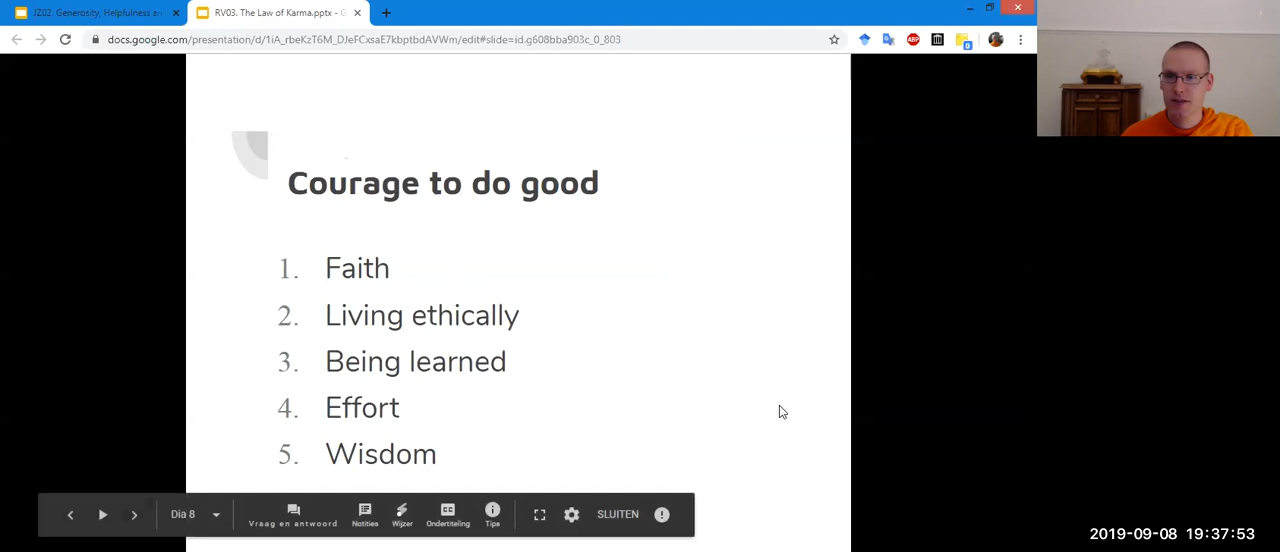 JZ02. Generosity, Helpfulness an
RV03. The Law of Karma.pptx - G
docs.google.com/presentation/d/1iA_rbeKzT6M_DJeFCxsaE7kbptbdAVWm/edit#slide=id.g608bba903c_0_803
ABP
Courage to do good
1. Faith
2. Living ethically
3. Being learned
4. Effort
5. Wisdom
Dia 8
Vraag en antwoord
Notities
Wijzer
Ondertiteling
Tips
SLUITEN
2019-09-08 19:37:53